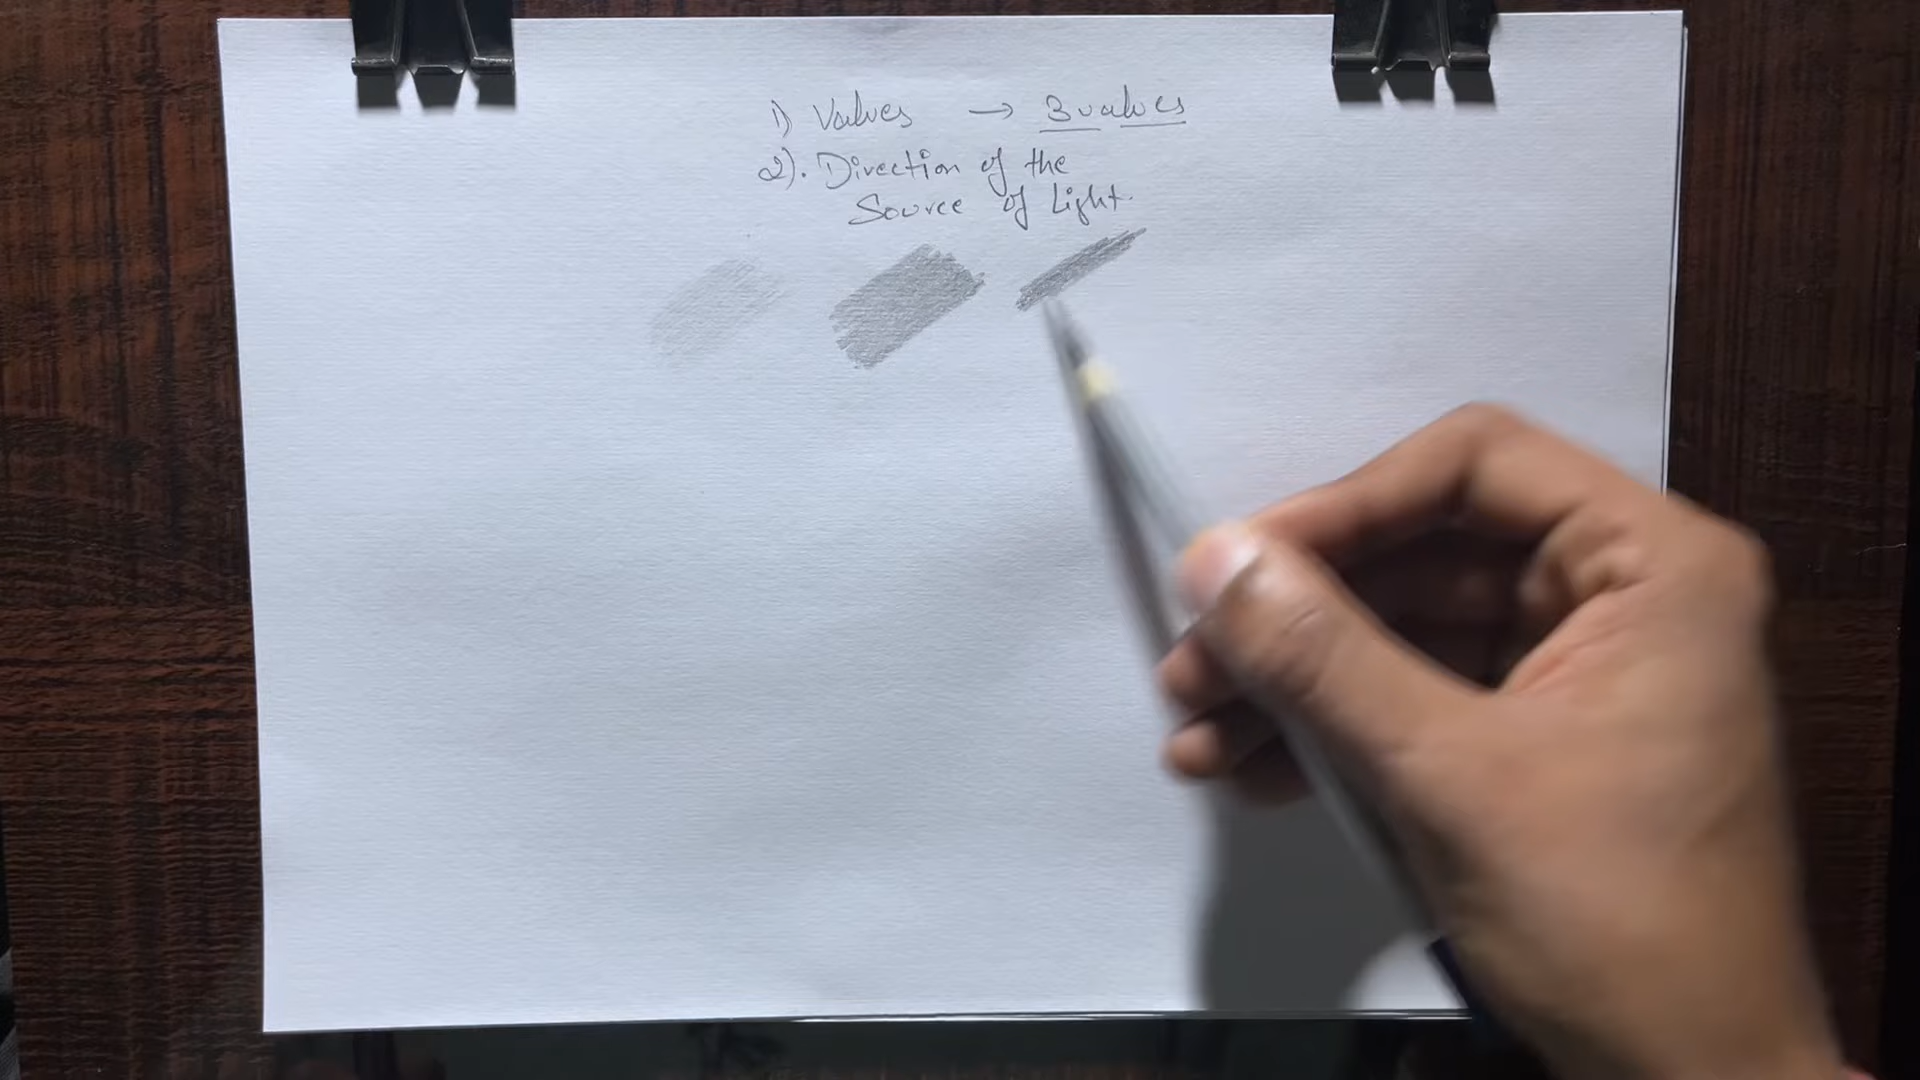 1) Values → 3 values
2). Direction of the
Source of Light.